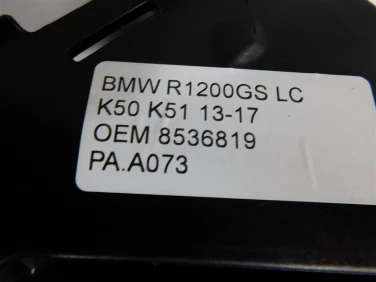 BMW R1200GS LC
K50 K51 13-17
OEM 8536819
PA.A073